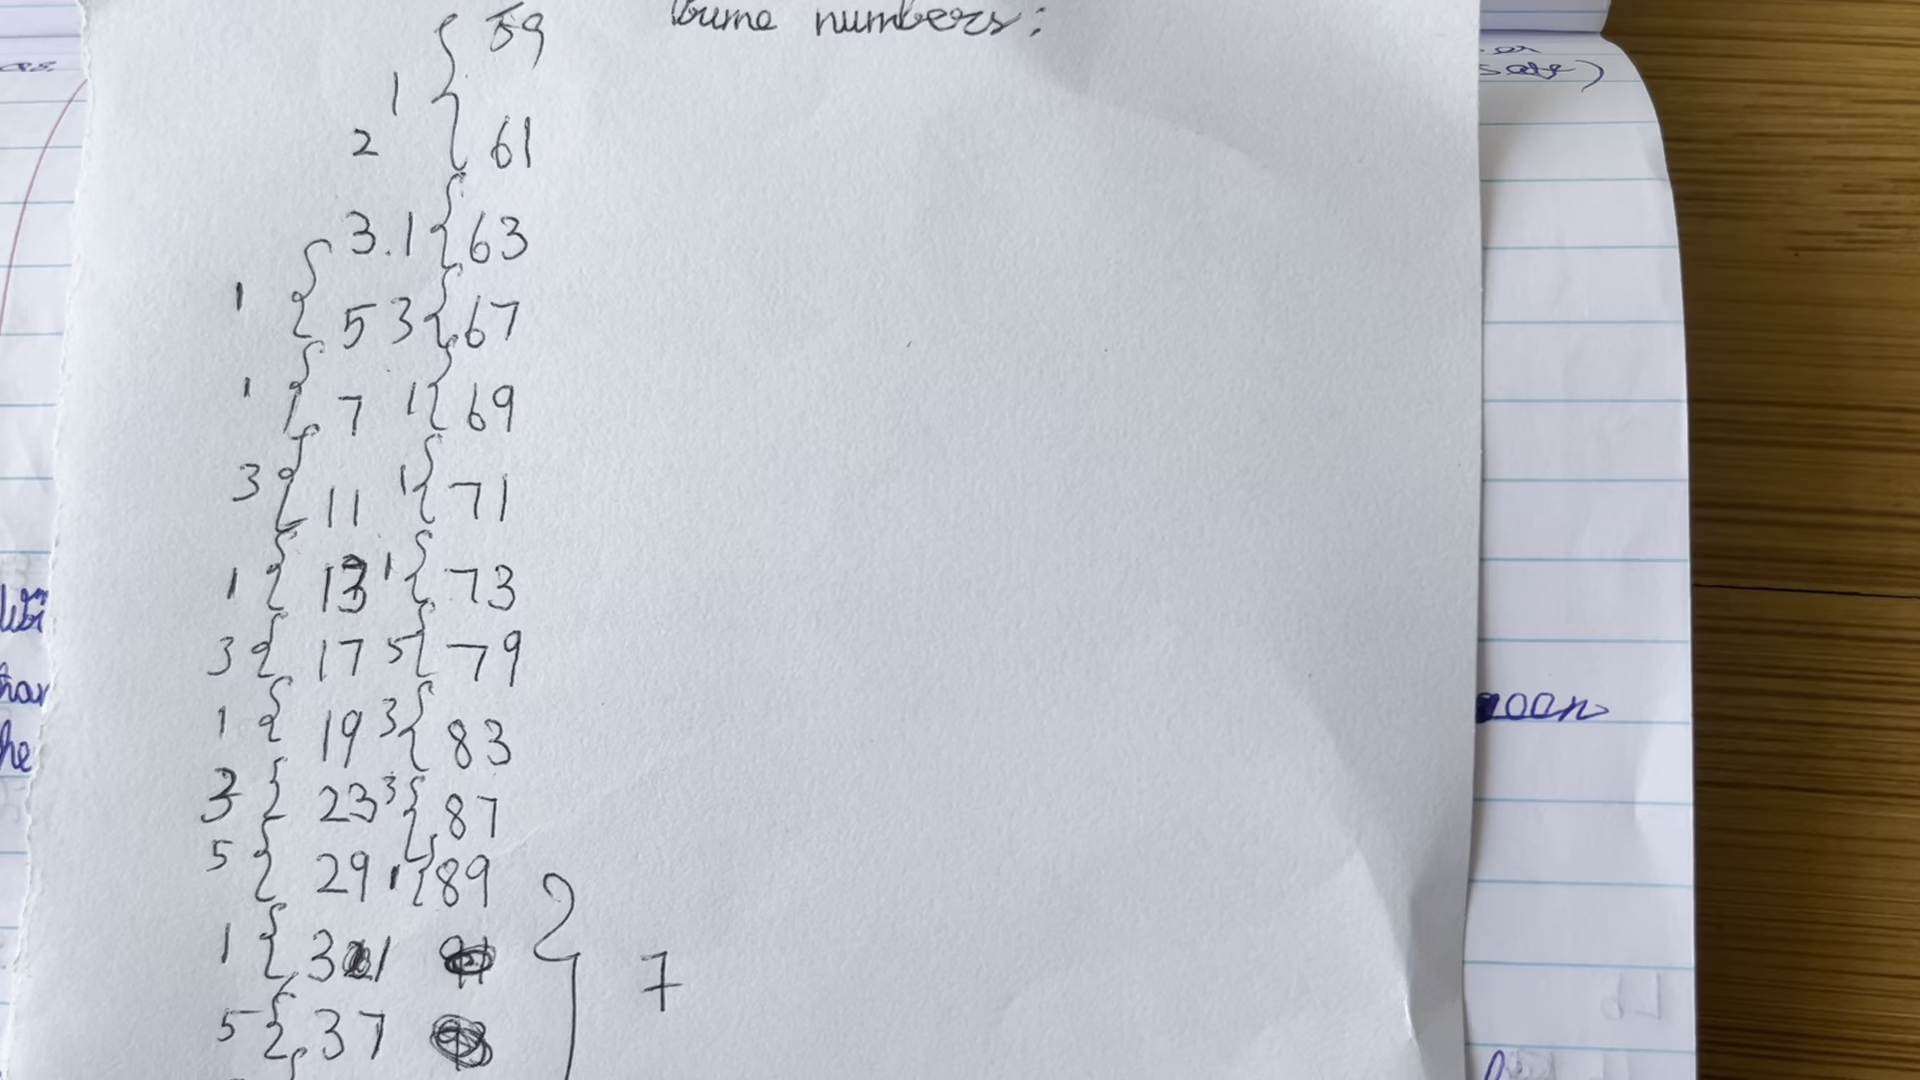 59 Prime numbers:
1
2 61
3.1 63
1 5 3 67
1 7 1 69
3 11 1 71
1 13 1 73
3 17 5 79
1 19 3 83
3 23 3 87
5 29 1 89
1 31
7
5 37